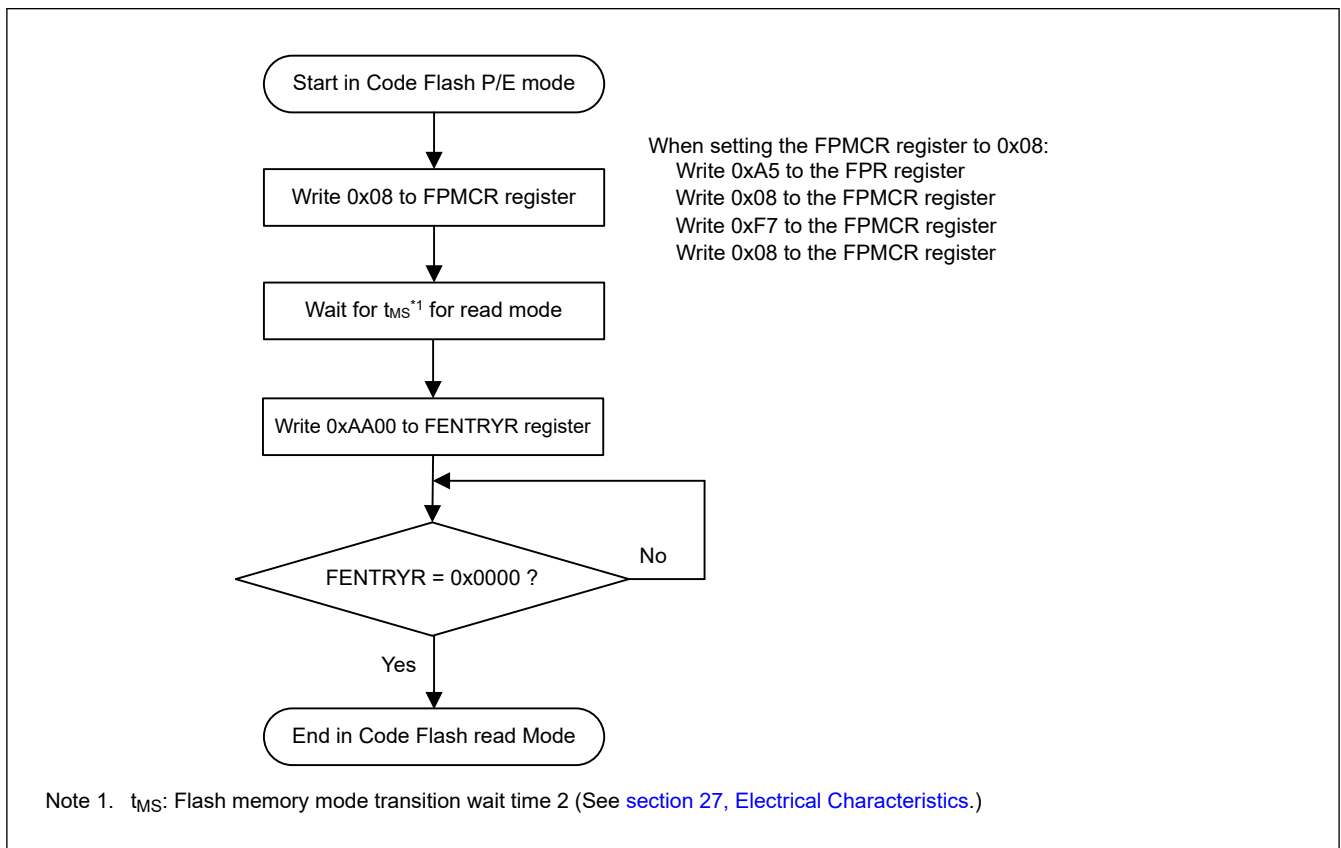 Start in Code Flash P/E mode
When setting the FPMCR register to 0x08:
Write 0xA5 to the FPR register
Write 0x08 to FPMCR register
Write 0x08 to the FPMCR register
Write 0xF7 to the FPMCR register
Write 0x08 to the FPMCR register
Wait for tMS*1 for read mode
Write 0xAA00 to FENTRYR register
No
FENTRYR = 0x0000 ?
Yes
End in Code Flash read Mode
Note 1. tMS: Flash memory mode transition wait time 2 (See section 27, Electrical Characteristics.)